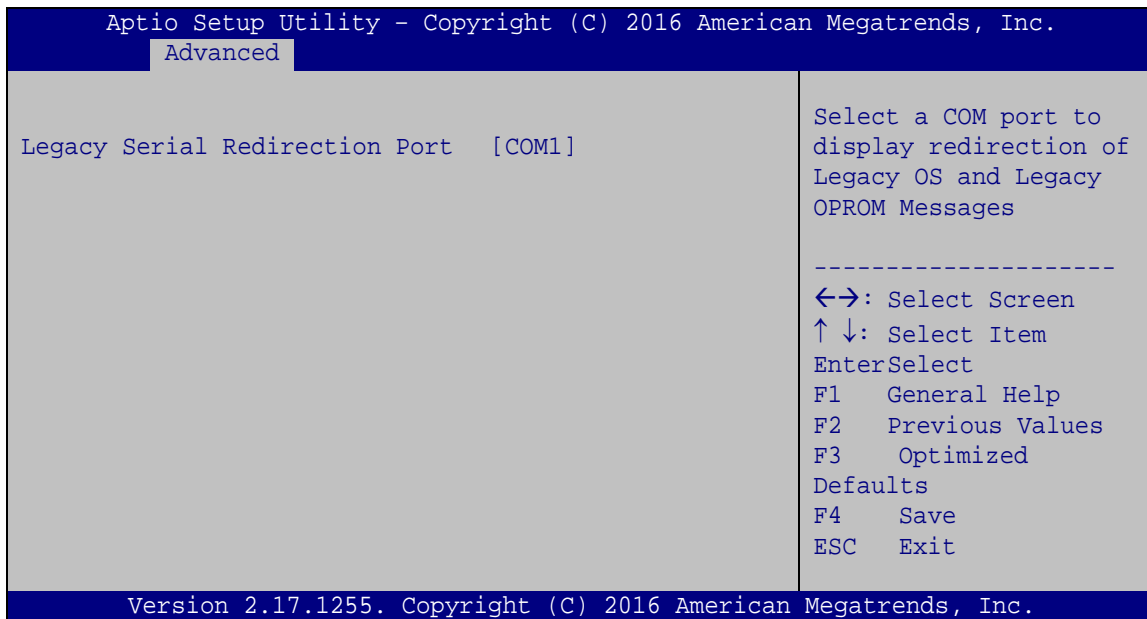 Aptio Setup Utility – Copyright (C) 2016 American Megatrends, Inc.
Advanced
Legacy Serial Redirection Port [COM1]
Select a COM port to
display redirection of
Legacy OS and Legacy
OPROM Messages
---------------------
←→: Select Screen
↑ ↓: Select Item
EnterSelect
F1 General Help
F2 Previous Values
F3 Optimized
Defaults
F4 Save
ESC Exit
Version 2.17.1255. Copyright (C) 2016 American Megatrends, Inc.